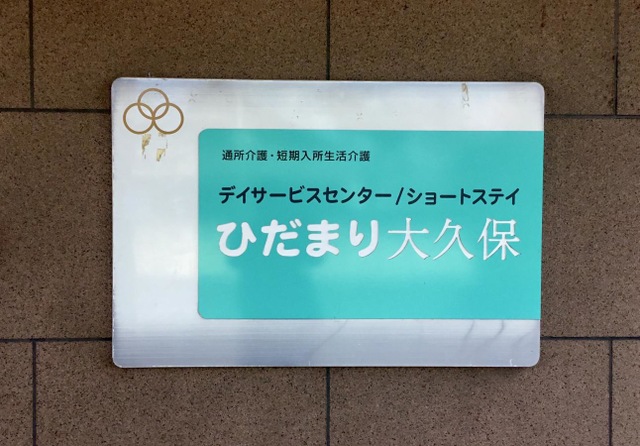 通所介護・短期入所生活介護
デイサービスセンター/ショートステイ
ひだまり大久保